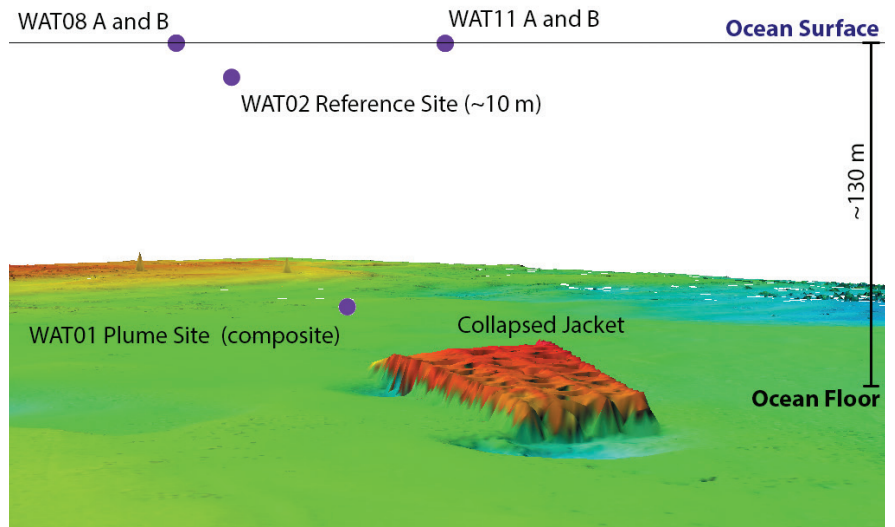 WAT08 A and B
WAT11 A and B
Ocean Surface
WAT02 Reference Site (~10 m)
~130 m
WAT01 Plume Site (composite)
Collapsed Jacket
Ocean Floor